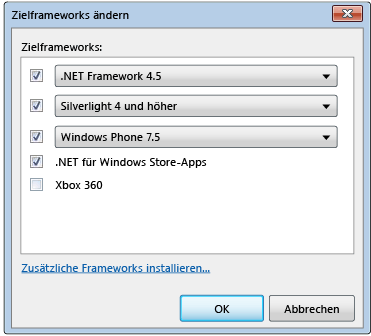 Zielframeworks ändern
Zielframeworks:
.NET Framework 4.5
Silverlight 4 und höher
Windows Phone 7.5
.NET für Windows Store-Apps
Xbox 360
Zusätzliche Frameworks installieren...
OK
Abbrechen